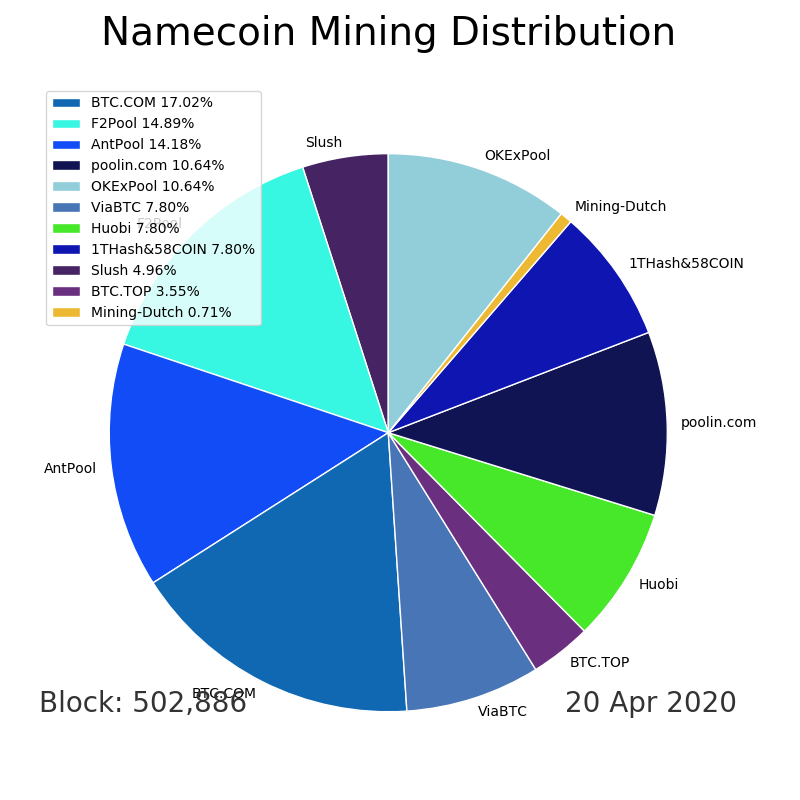 Namecoin Mining Distribution
BTC.COM 17.02%
F2Pool 14.89%
AntPool 14.18%
poolin.com 10.64%
OKExPool 10.64%
ViaBTC 7.80%
Huobi 7.80%
1THash&58COIN 7.80%
Slush 4.96%
BTC.TOP 3.55%
Mining-Dutch 0.71%
Slush
OKExPool
Mining-Dutch
F2Pool
1THash&58COIN
poolin.com
AntPool
Huobi
BTC.TOP
BTC.COM
ViaBTC
Block: 502,886
20 Apr 2020